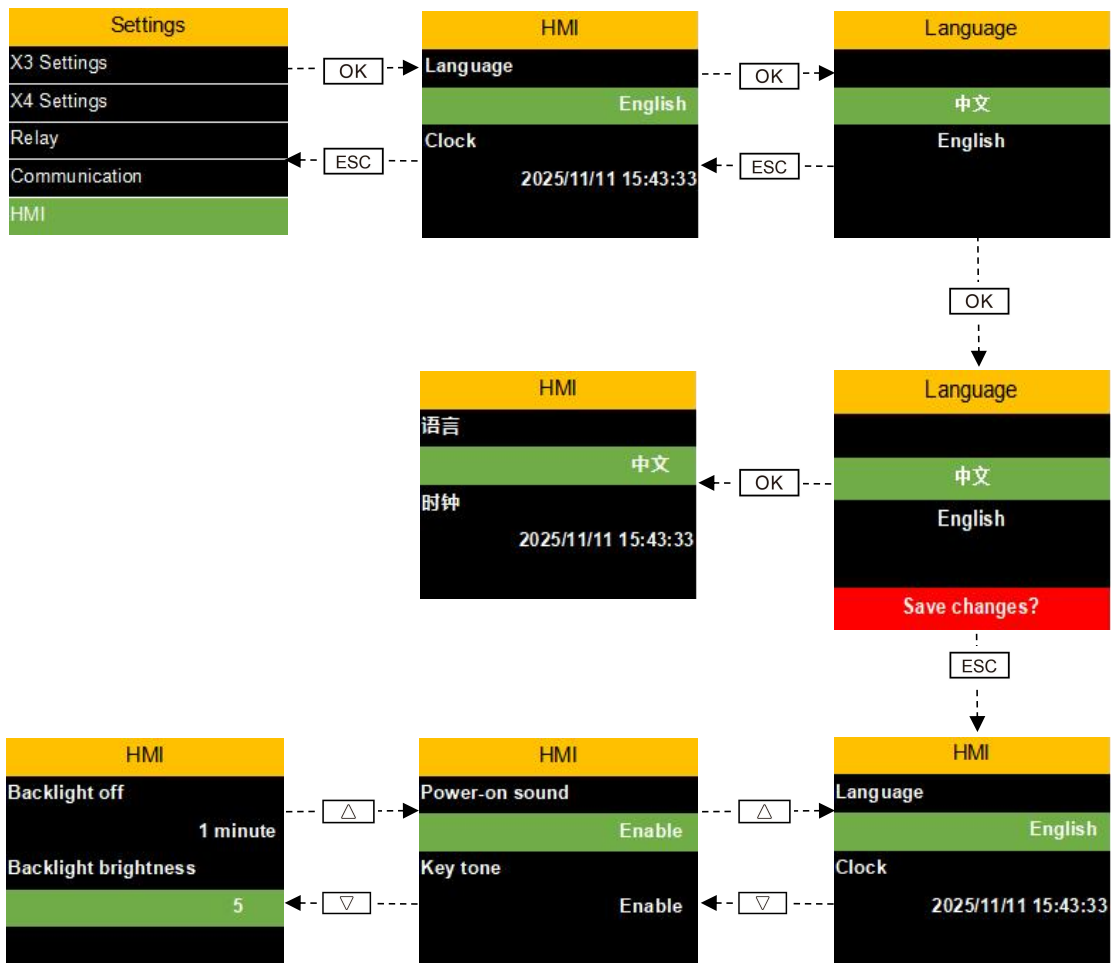 Settings
X3 Settings
X4 Settings
Relay
Communication
HMI
OK
ESC
HMI
Language
English
Clock
2025/11/11 15:43:33
OK
ESC
Language
中文
English
OK
HMI
语言
中文
时钟
2025/11/11 15:43:33
OK
Language
中文
English
Save changes?
ESC
HMI
Backlight off
1 minute
Backlight brightness
5
△
▽
HMI
Power-on sound
Enable
Key tone
Enable
△
▽
HMI
Language
English
Clock
2025/11/11 15:43:33